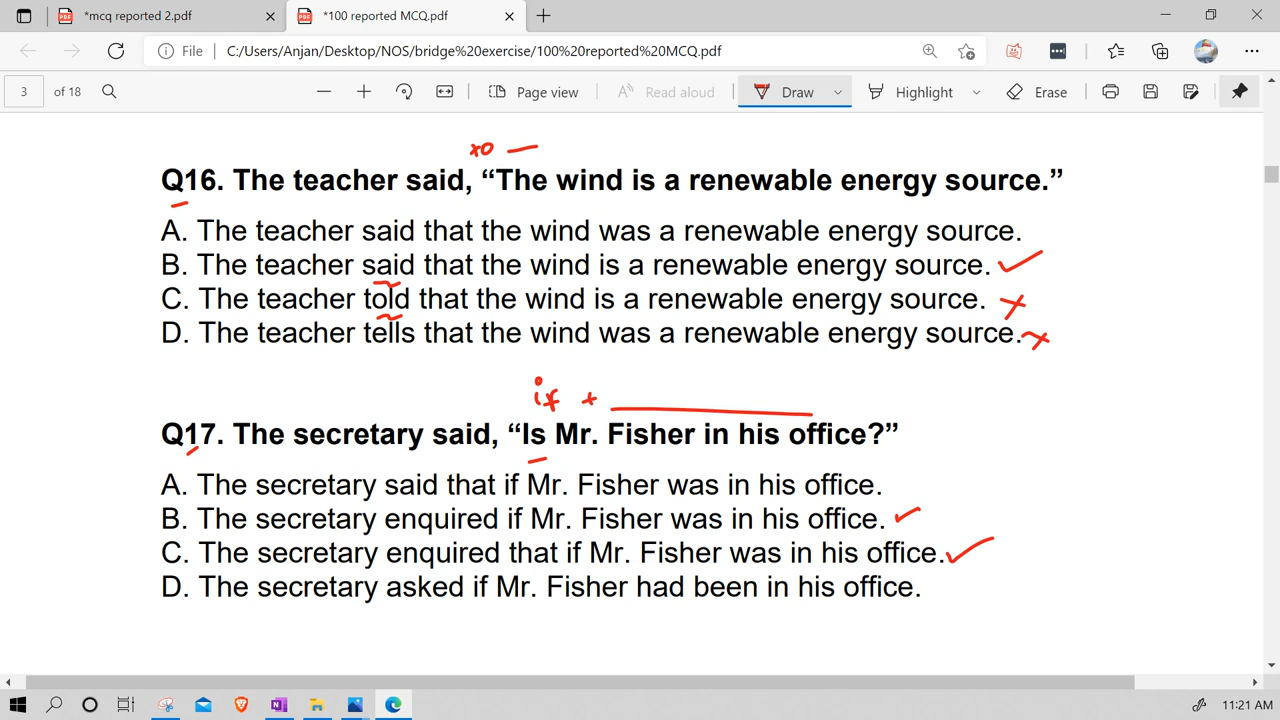 *mcq reported 2.pdf
*100 reported MCQ.pdf
File C:/Users/Anjan/Desktop/NOS/bridge%20exercise/100%20reported%20MCQ.pdf
3 of 18 Page view Read aloud Draw Highlight Erase
Q16. The teacher said, “The wind is a renewable energy source.”
A. The teacher said that the wind was a renewable energy source.
B. The teacher said that the wind is a renewable energy source.
C. The teacher told that the wind is a renewable energy source.
D. The teacher tells that the wind was a renewable energy source.
if +
Q17. The secretary said, “Is Mr. Fisher in his office?”
A. The secretary said that if Mr. Fisher was in his office.
B. The secretary enquired if Mr. Fisher was in his office.
C. The secretary enquired that if Mr. Fisher was in his office.
D. The secretary asked if Mr. Fisher had been in his office.
11:21 AM